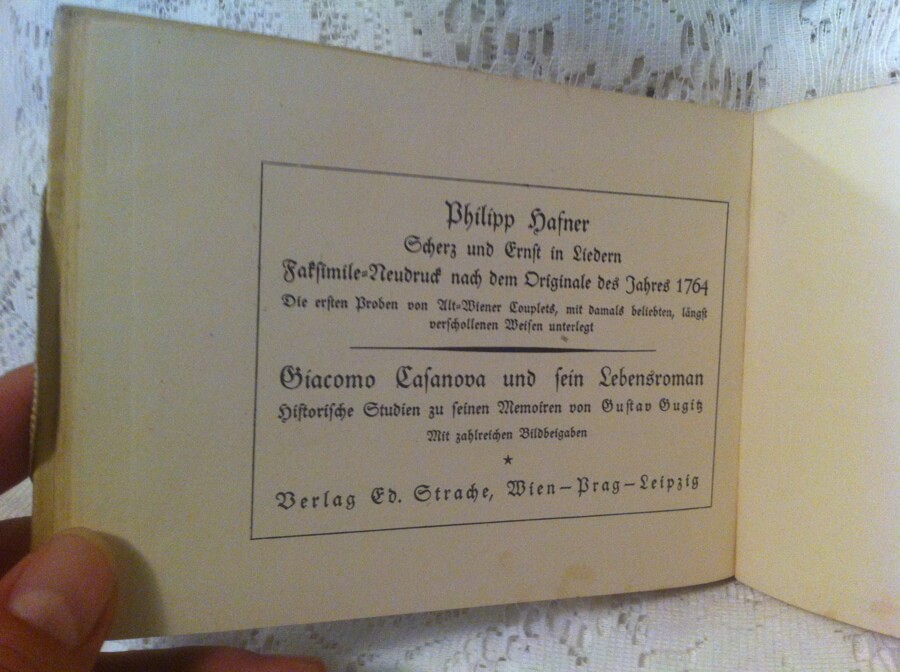 Philipp Hafner
Scherz und Ernst in Liedern
Faksimile=Neudruck nach dem Originale des Jahres 1764
Die ersten Proben von Alt=Wiener Couplets, mit damals beliebten, längst
verschollenen Weisen unterlegt
Giacomo Casanova und sein Lebensroman
Historische Studien zu seinen Memoiren von Gustav Gugitz
Mit zahlreichen Bildbeigaben
★
Verlag Ed. Strache, Wien — Prag — Leipzig